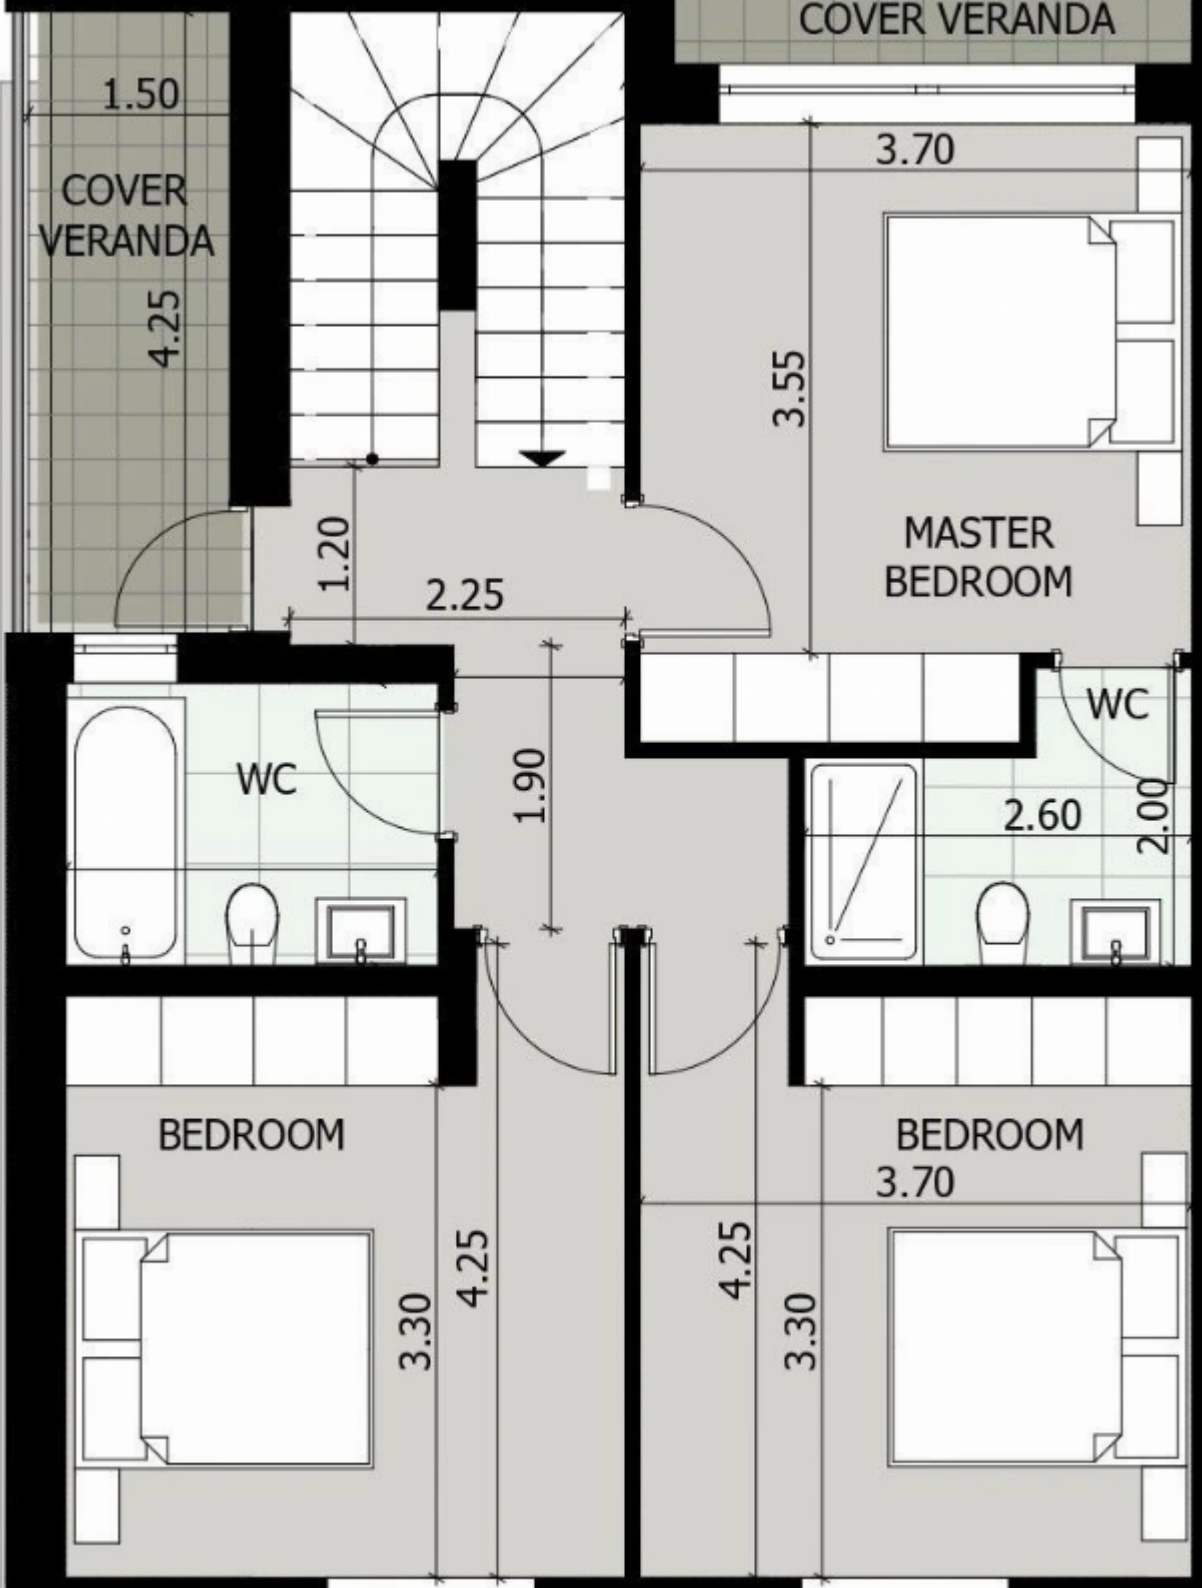 COVER VERANDA
1.50
3.70
COVER
VERANDA
4.25
3.55
MASTER
BEDROOM
1.20
2.25
WC
WC
1.90
2.60
2.00
BEDROOM
BEDROOM
3.70
4.25
4.25
3.30
3.30